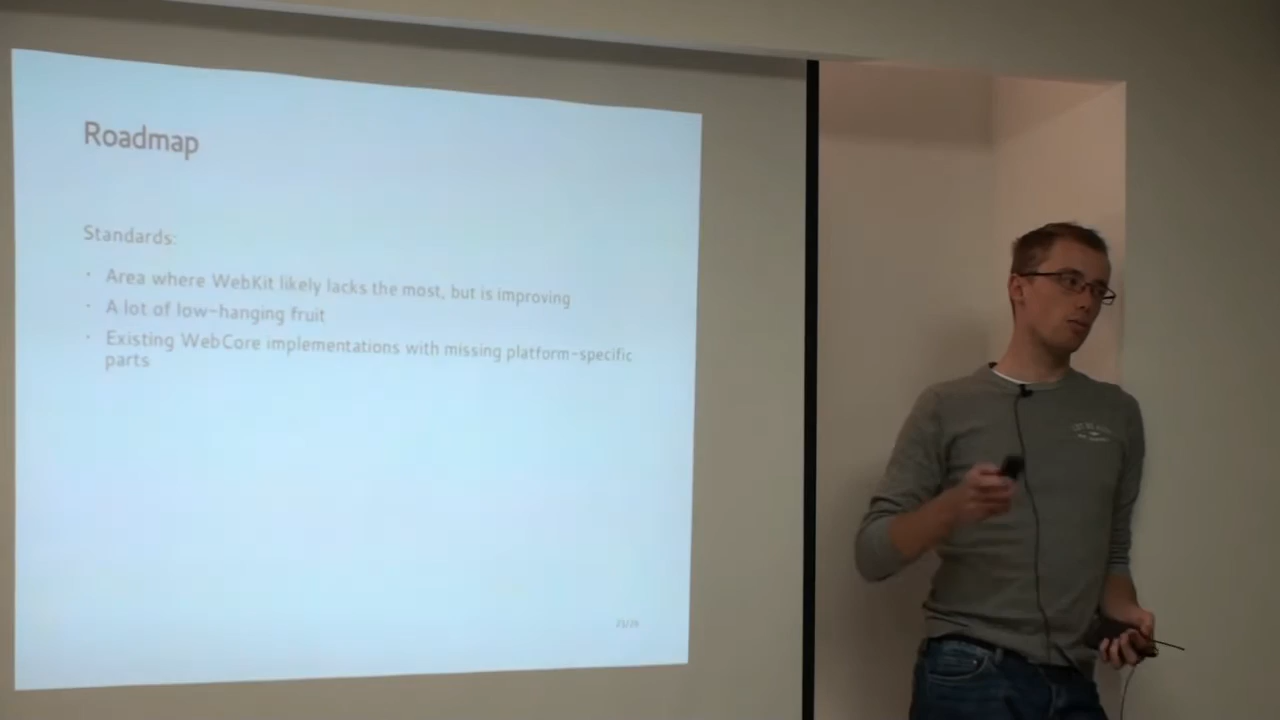 Roadmap
Standards:
· Area where WebKit likely lacks the most, but is improving
· A lot of low-hanging fruit
· Existing WebCore implementations with missing platform-specific
parts